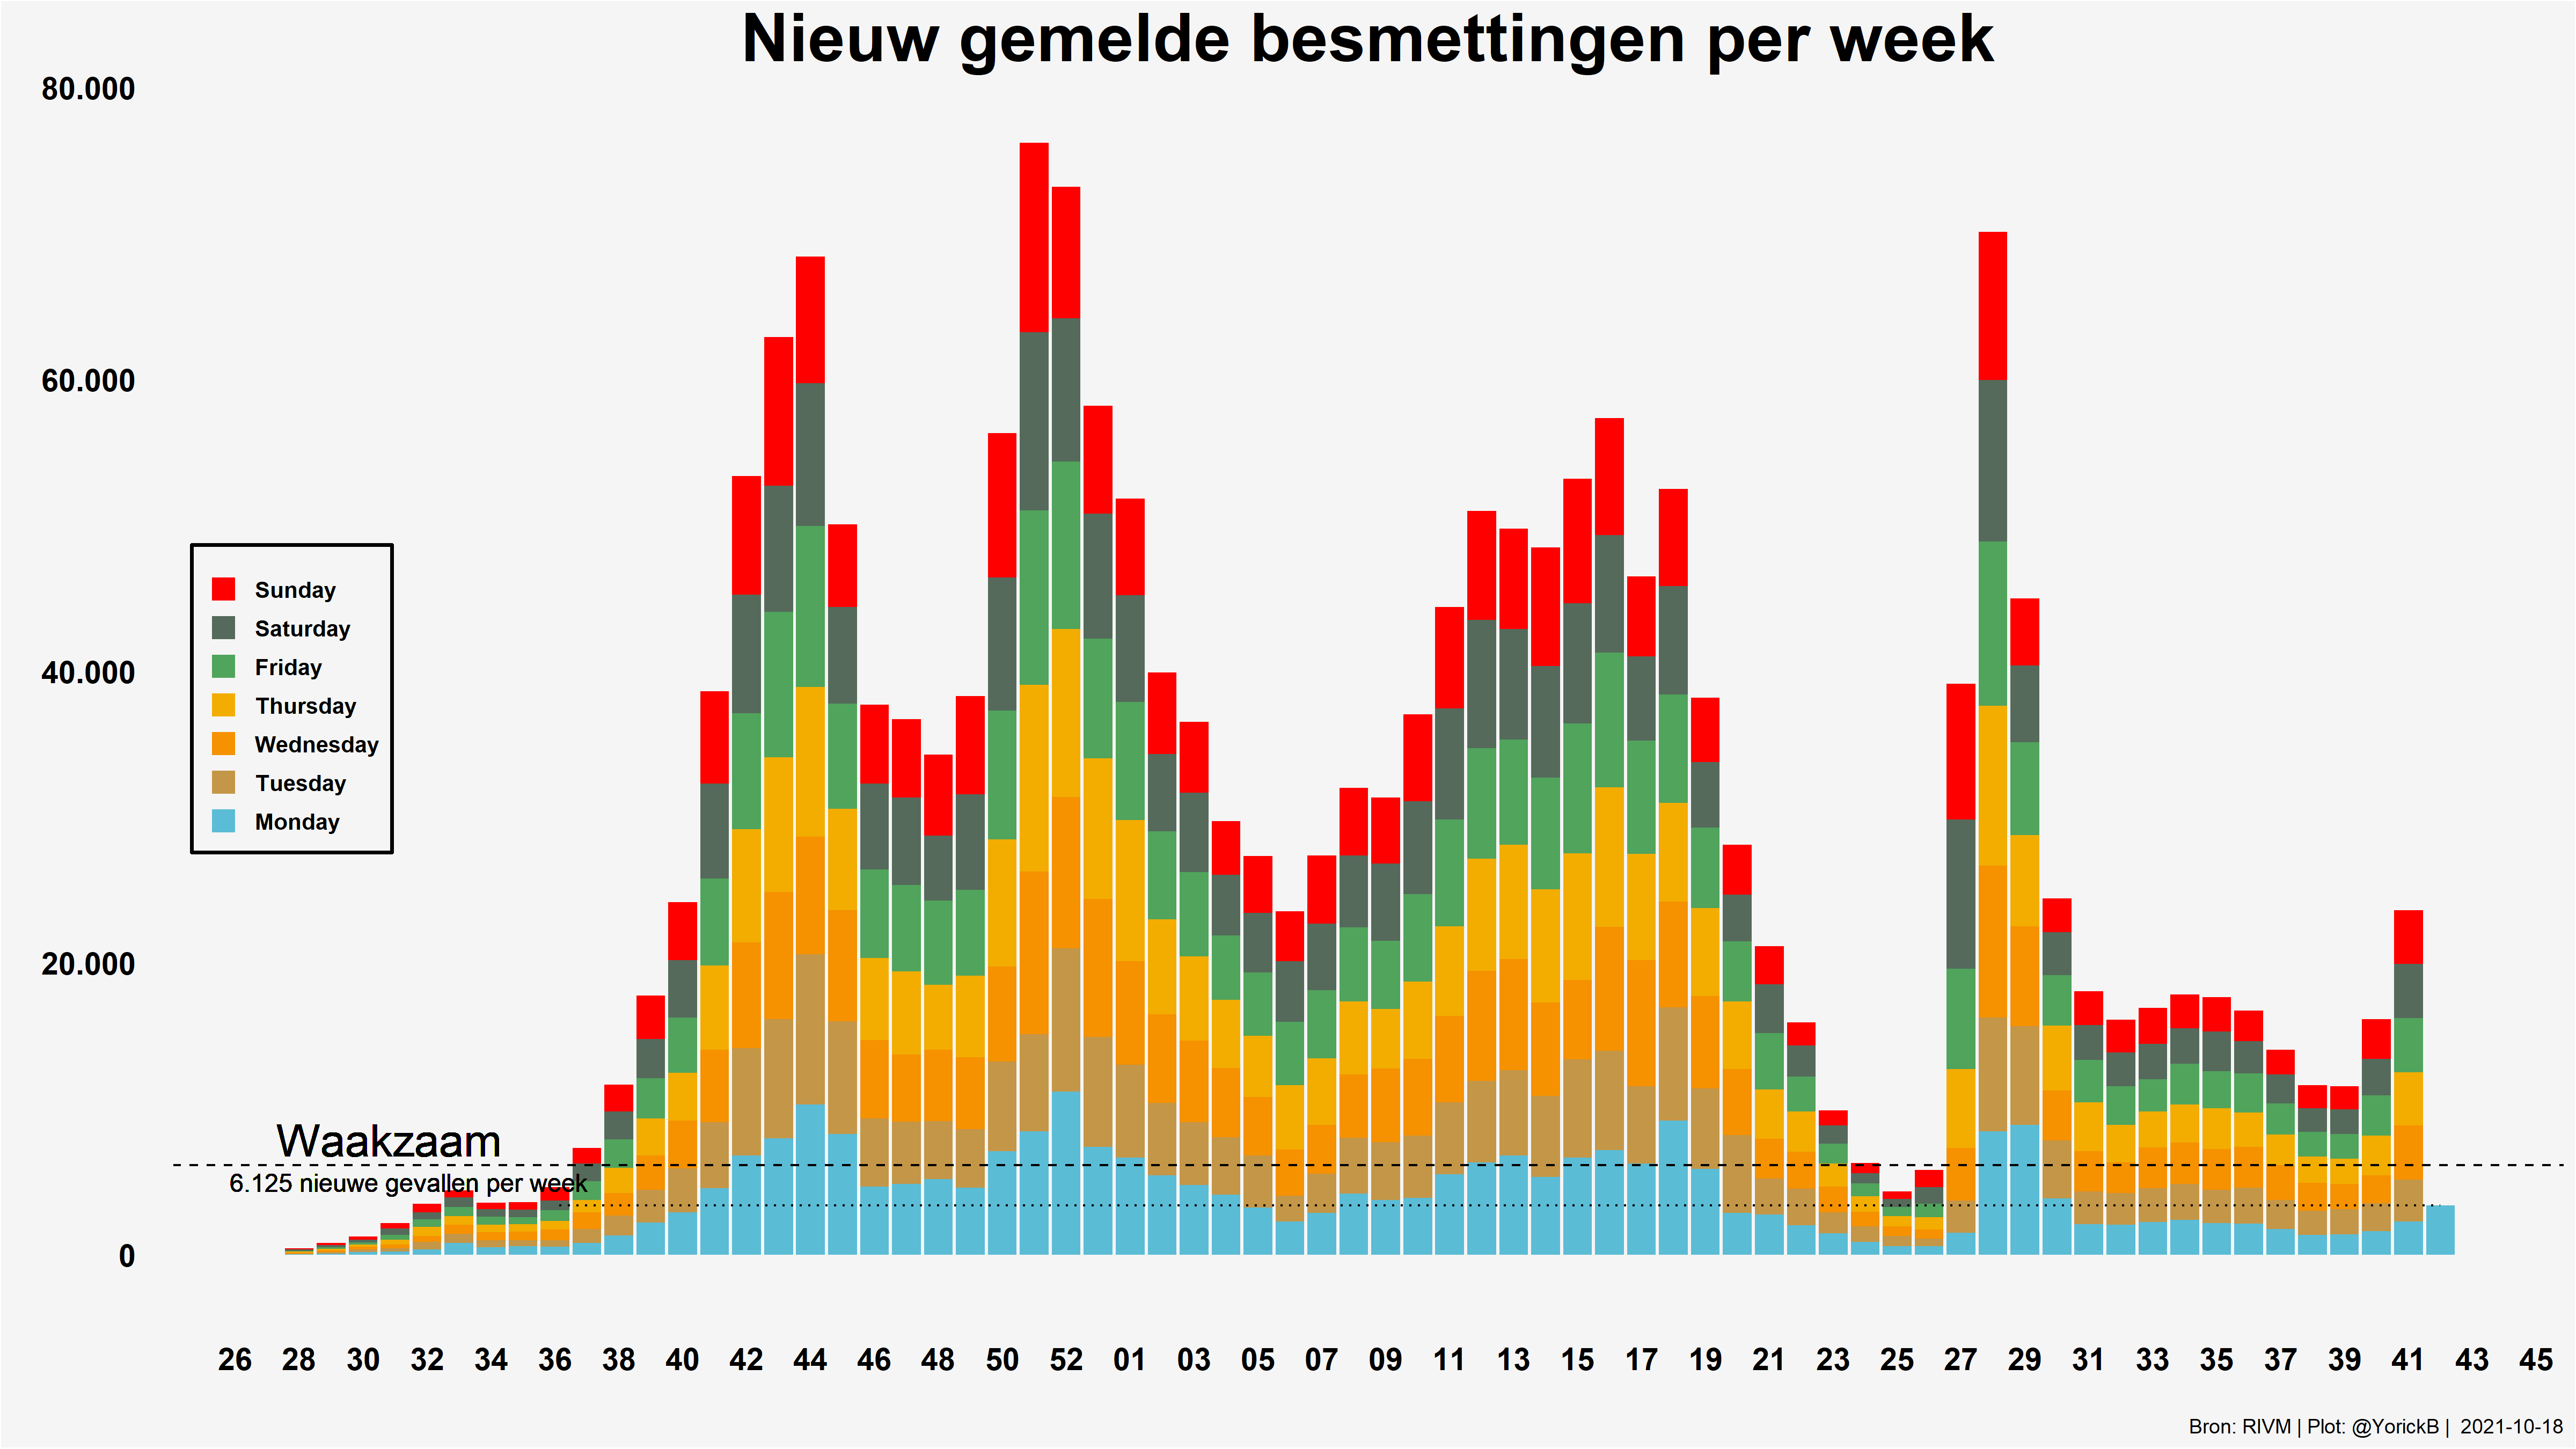 Nieuw gemelde besmettingen per week
80.000
60.000
40.000
20.000
0
Sunday
Saturday
Friday
Thursday
Wednesday
Tuesday
Monday
Waakzaam
6.125 nieuwe gevallen per week
26 28 30 32 34 36 38 40 42 44 46 48 50 52 01 03 05 07 09 11 13 15 17 19 21 23 25 27 29 31 33 35 37 39 41 43 45
Bron: RIVM | Plot: @YorickB | 2021-10-18